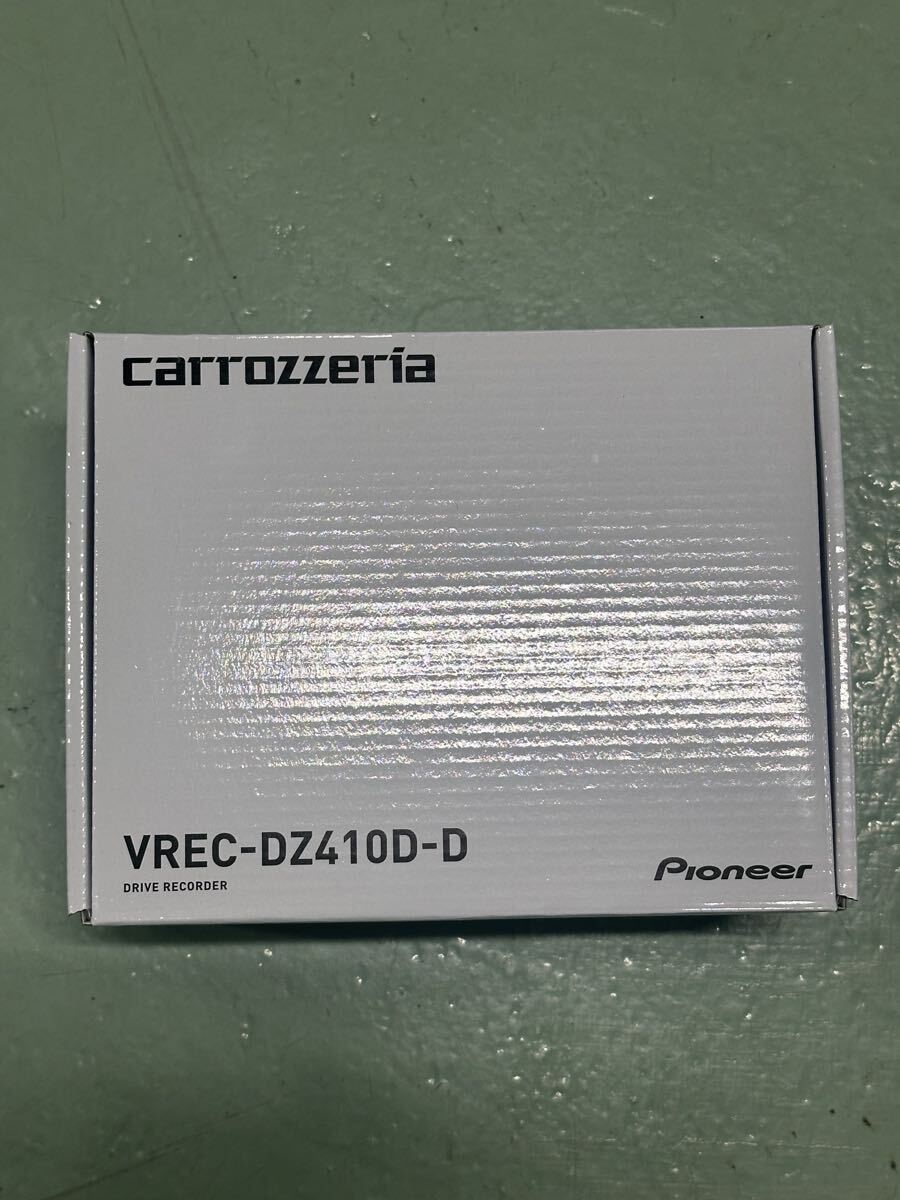 carrozzeria
VREC-DZ410D-D
DRIVE RECORDER
Pioneer